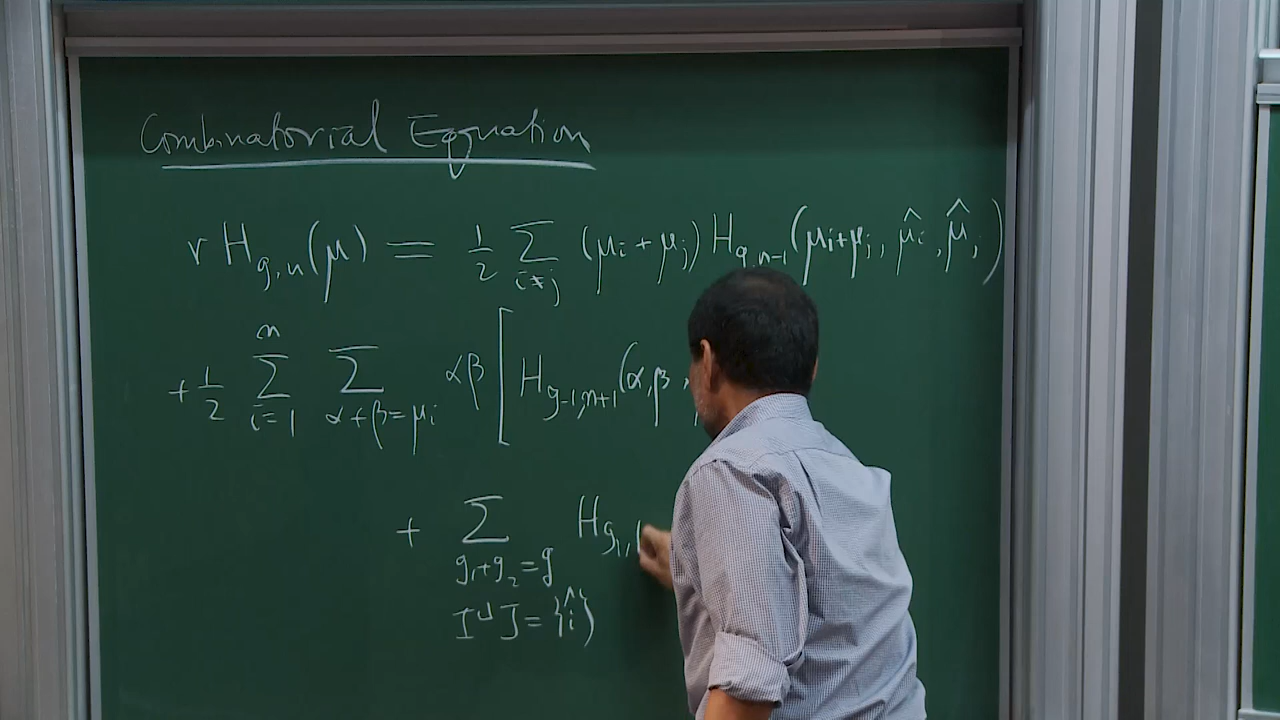 Combinatorial Equation
r H_{g,n}(μ) = 1/2 Σ_{i≠j} (μ_i + μ_j) H_{g,n-1}(μ_i+μ_j, μ̂_i, μ̂_j)
+ 1/2 Σ_{i=1}^{n} Σ_{α+β=μ_i} αβ [ H_{g-1,n+1}(α,β,
+ Σ_{g_1+g_2=g} H_{g_1,
I ⊔ J = {î}